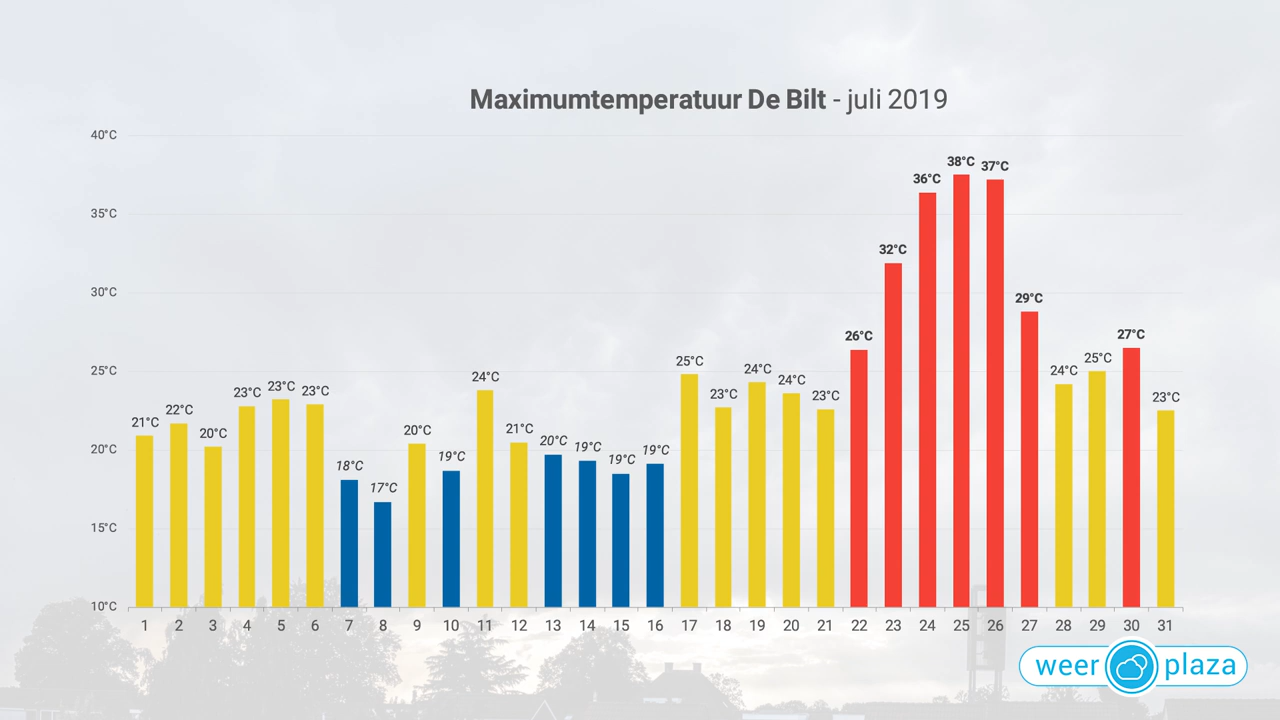 Maximumtemperatuur De Bilt - juli 2019
40°C
35°C
30°C
25°C
20°C
15°C
10°C
21°C 22°C 20°C 23°C 23°C 23°C 18°C 17°C 20°C 19°C 24°C 21°C 20°C 19°C 19°C 19°C 25°C 23°C 24°C 24°C 23°C 26°C 32°C 36°C 38°C 37°C 29°C 24°C 25°C 27°C 23°C
1 2 3 4 5 6 7 8 9 10 11 12 13 14 15 16 17 18 19 20 21 22 23 24 25 26 27 28 29 30 31
weer plaza